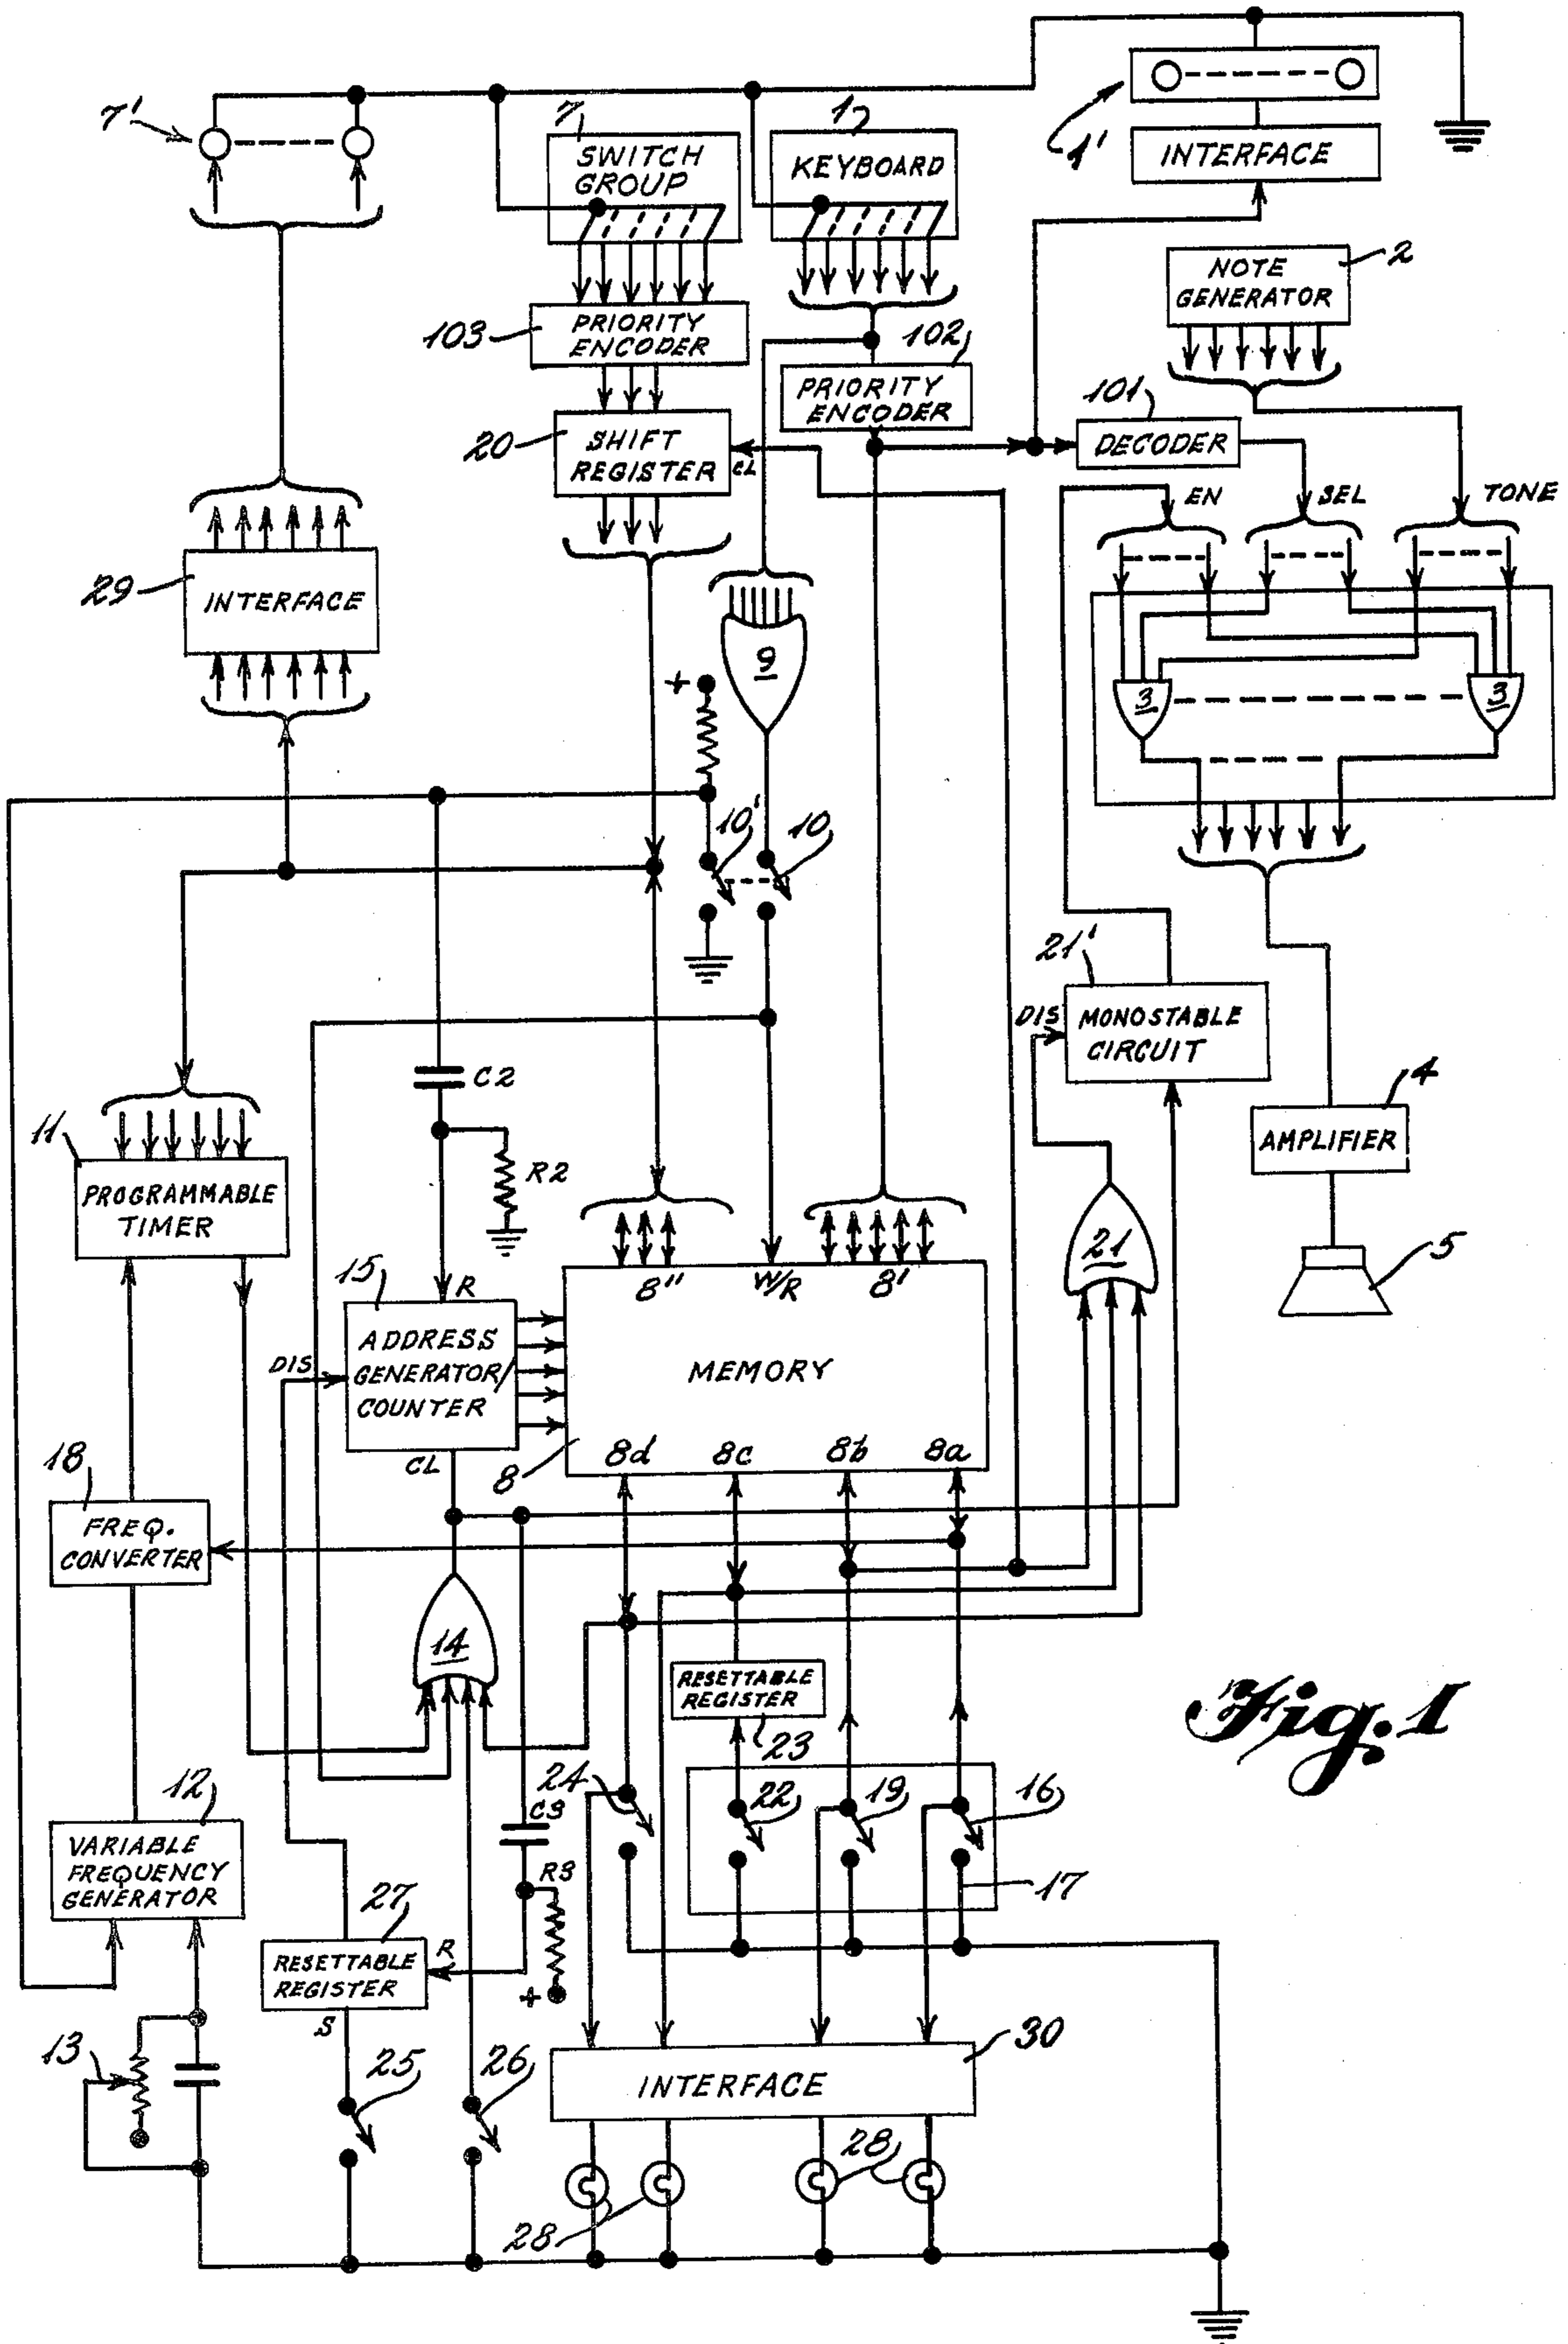 7'
7
SWITCH
GROUP
1
KEYBOARD
1'
INTERFACE
2
NOTE
GENERATOR
103
PRIORITY
ENCODER
102
PRIORITY
ENCODER
101
DECODER
20
SHIFT
REGISTER
CL
EN
SEL
TONE
29
INTERFACE
9
+
3
3
10'
10
21'
DIS
MONOSTABLE
CIRCUIT
C2
4
AMPLIFIER
11
PROGRAMMABLE
TIMER
R2
21
5
15
R
8"
W/R
8'
DIS
ADDRESS
GENERATOR/
COUNTER
MEMORY
CL
8
8d
8c
8b
8a
18
FREQ.
CONVERTER
14
RESETTABLE
REGISTER
23
Fig. 1
12
VARIABLE
FREQUENCY
GENERATOR
24
C3
22
19
16
R3
17
27
RESETTABLE
REGISTER
R
+
S
13
25
26
30
INTERFACE
28
28